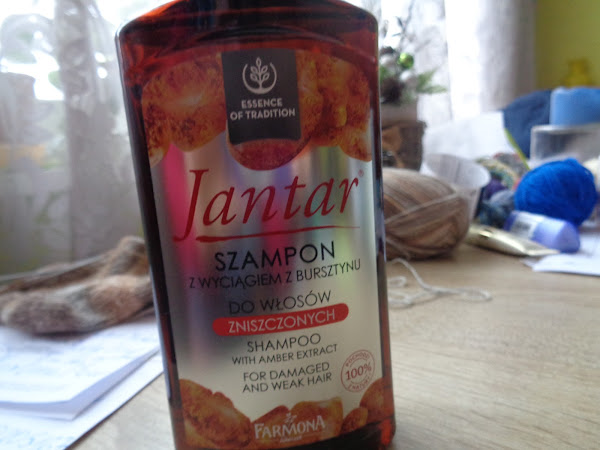 ESSENCE
OF TRADITION
Jantar®
SZAMPON
Z WYCIĄGIEM Z BURSZTYNU
DO WŁOSÓW
ZNISZCZONYCH
SHAMPOO
WITH AMBER EXTRACT
FOR DAMAGED
AND WEAK HAIR
100%
FARMONA